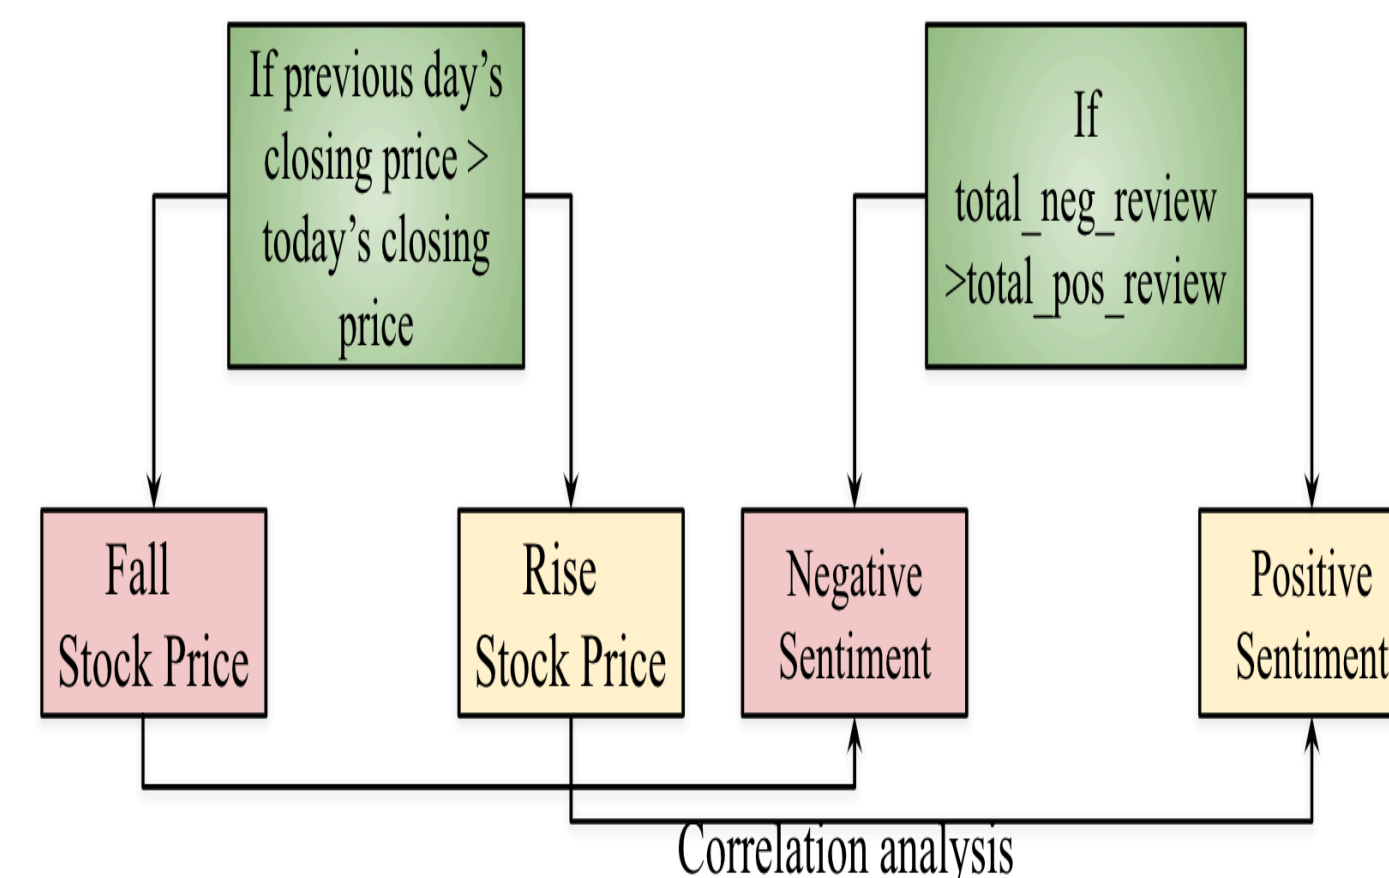 If previous day’s
closing price >
today’s closing
price
If
total_neg_review
>total_pos_review
Fall
Stock Price
Rise
Stock Price
Negative
Sentiment
Positive
Sentiment
Correlation analysis